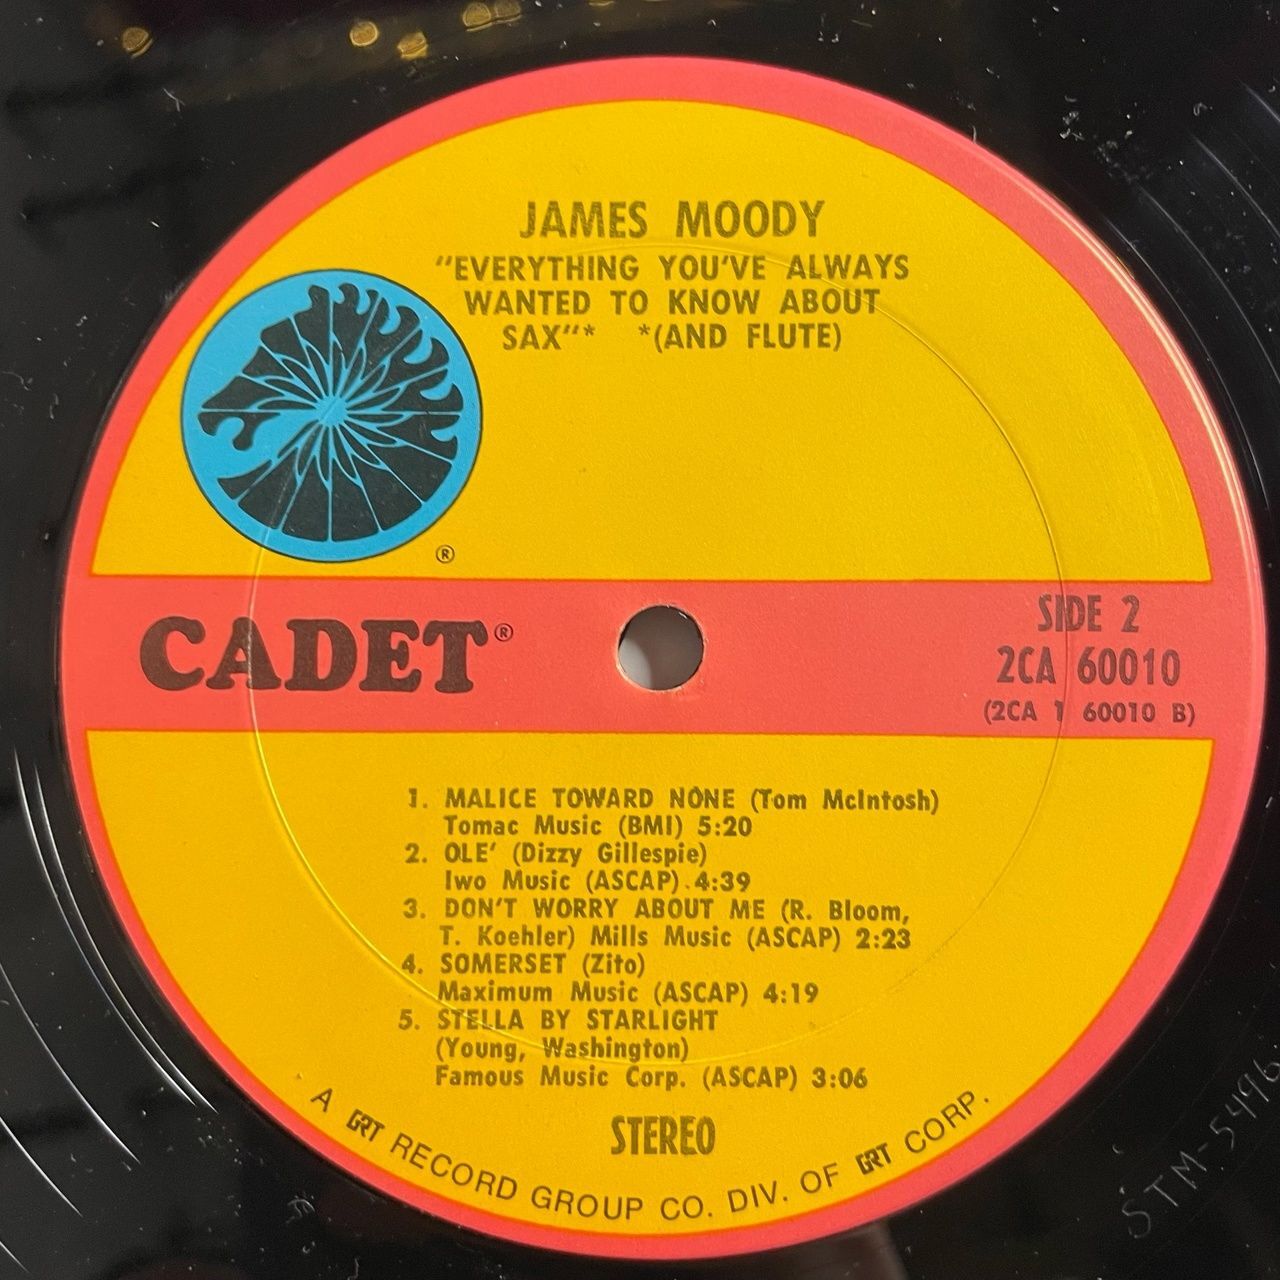 JAMES MOODY
"EVERYTHING YOU'VE ALWAYS
WANTED TO KNOW ABOUT
SAX"* *(AND FLUTE)
®
CADET®
SIDE 2
2CA 60010
(2CA 1 60010 B)
1. MALICE TOWARD NONE (Tom McIntosh)
Tomac Music (BMI) 5:20
2. OLE' (Dizzy Gillespie)
Iwo Music (ASCAP) 4:39
3. DON'T WORRY ABOUT ME (R. Bloom,
T. Koehler) Mills Music (ASCAP) 2:23
4. SOMERSET (Zito)
Maximum Music (ASCAP) 4:19
5. STELLA BY STARLIGHT
(Young, Washington)
Famous Music Corp. (ASCAP) 3:06
STEREO
A GRT RECORD GROUP CO. DIV. OF GRT CORP.
STM-5496